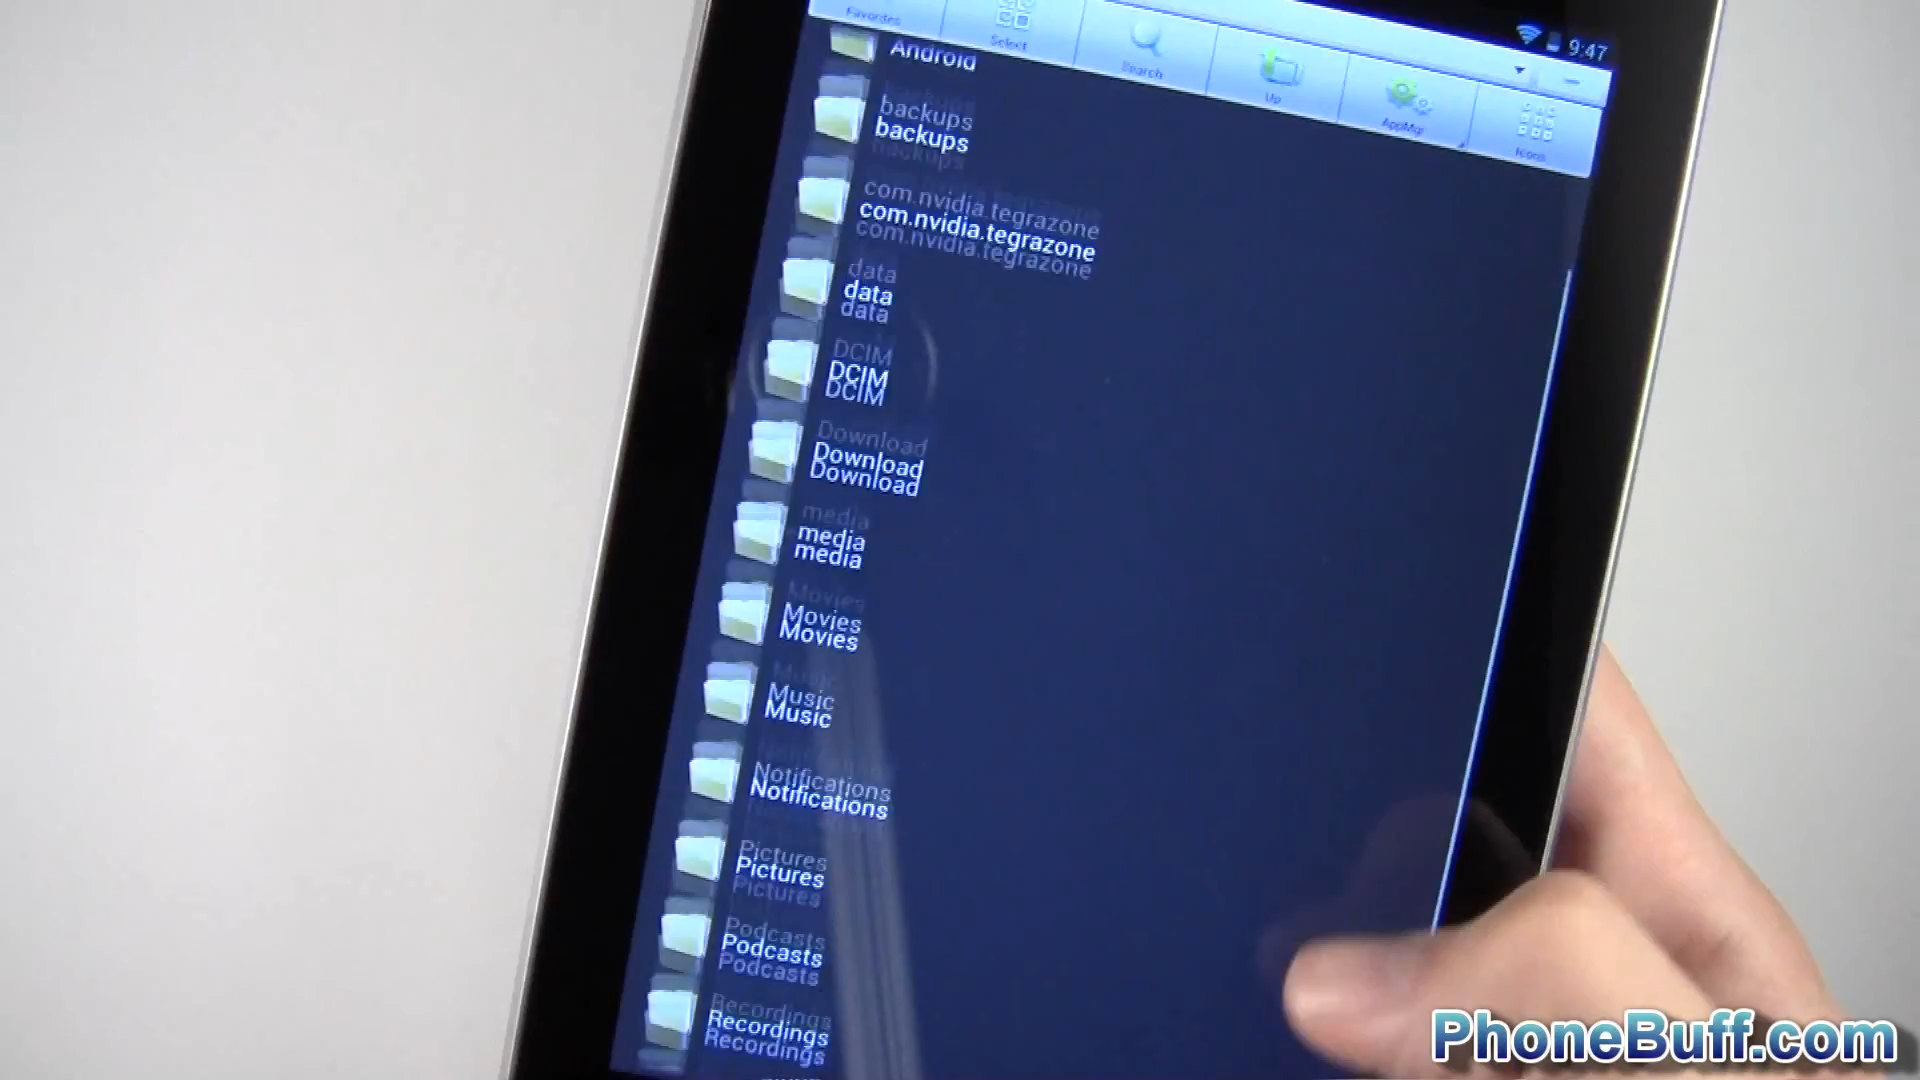 9:47
Favorites
Select
Search
Up
AppMgr
Icons
Android
backups
com.nvidia.tegrazone
data
DCIM
Download
media
Movies
Music
Notifications
Pictures
Podcasts
Recordings
PhoneBuff.com